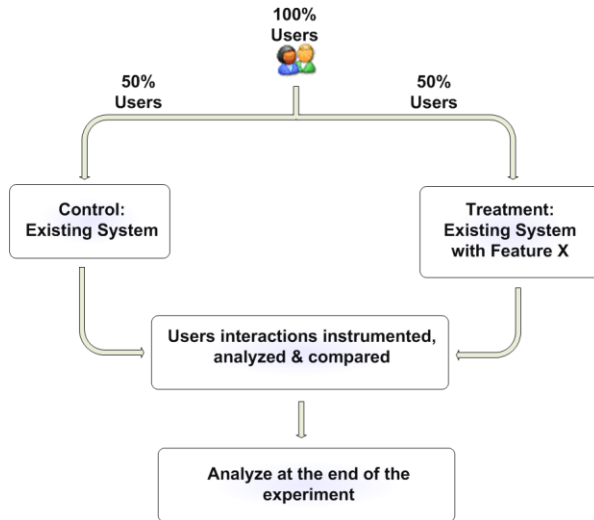 100%
Users
50%
Users
50%
Users
Control:
Existing System
Treatment:
Existing System
with Feature X
Users interactions instrumented,
analyzed & compared
Analyze at the end of the
experiment